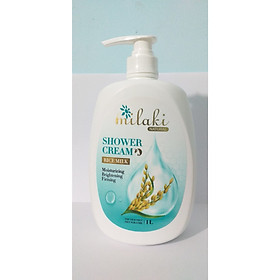 milaki
NATURAL
SHOWER
CREAM
RICE MILK
Moisturizing
Brightening
Firming
1L